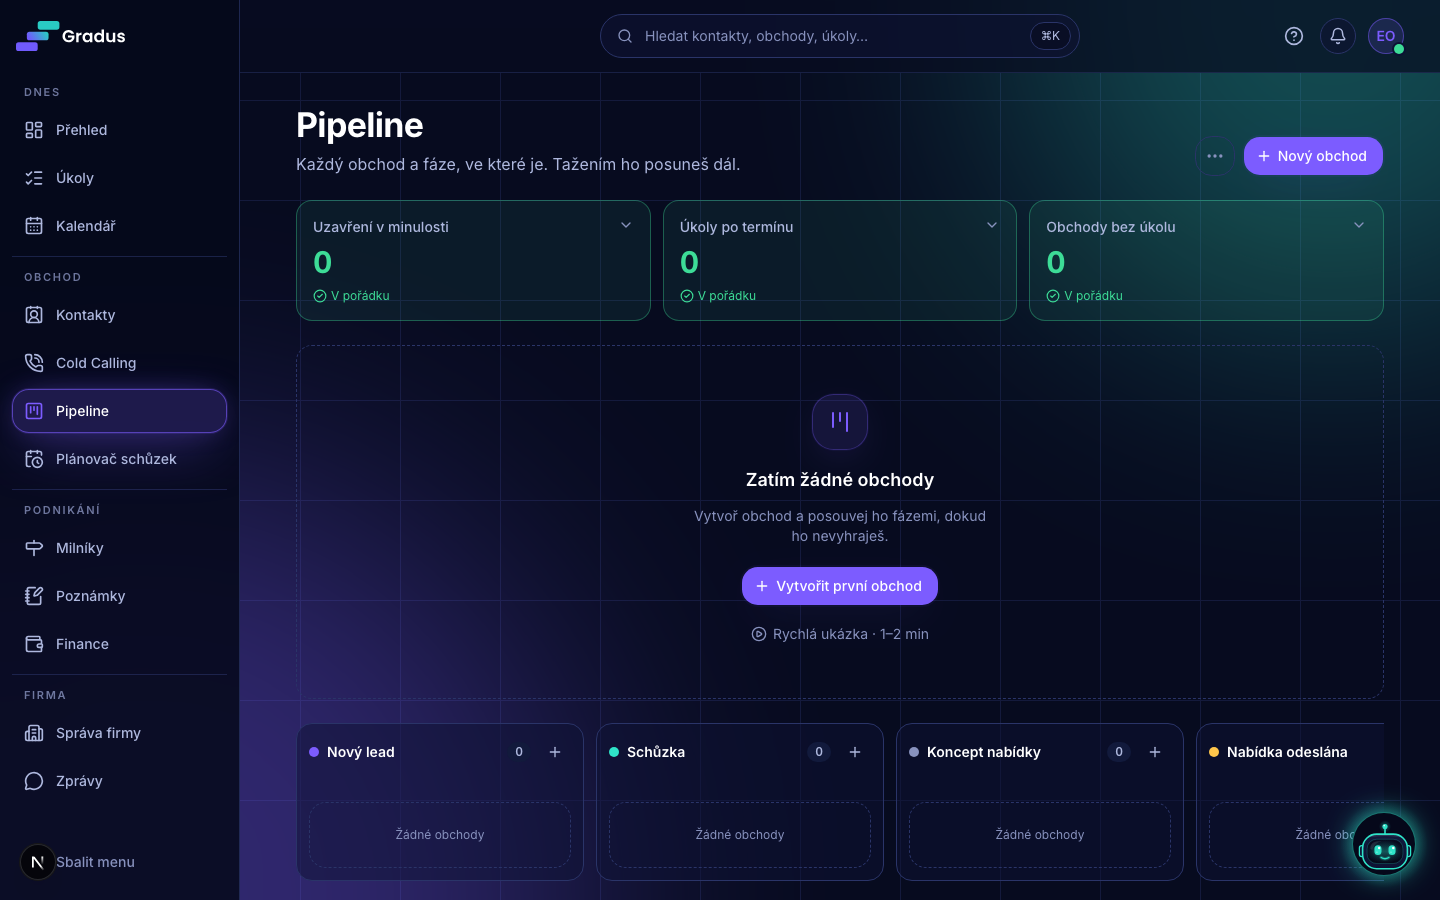 Gradus
Hledat kontakty, obchody, úkoly...
⌘K
EO
DNES
Přehled
Úkoly
Kalendář
OBCHOD
Kontakty
Cold Calling
Pipeline
Plánovač schůzek
PODNIKÁNÍ
Milníky
Poznámky
Finance
FIRMA
Správa firmy
Zprávy
N
Sbalit menu
Pipeline
Každý obchod a fáze, ve které je. Tažením ho posuneš dál.
Nový obchod
Uzavření v minulosti
0
V pořádku
Úkoly po termínu
0
V pořádku
Obchody bez úkolu
0
V pořádku
Zatím žádné obchody
Vytvoř obchod a posouvej ho fázemi, dokud
ho nevyhraješ.
Vytvořit první obchod
Rychlá ukázka · 1–2 min
Nový lead
0
Žádné obchody
Schůzka
0
Žádné obchody
Koncept nabídky
0
Žádné obchody
Nabídka odeslána
Žádné